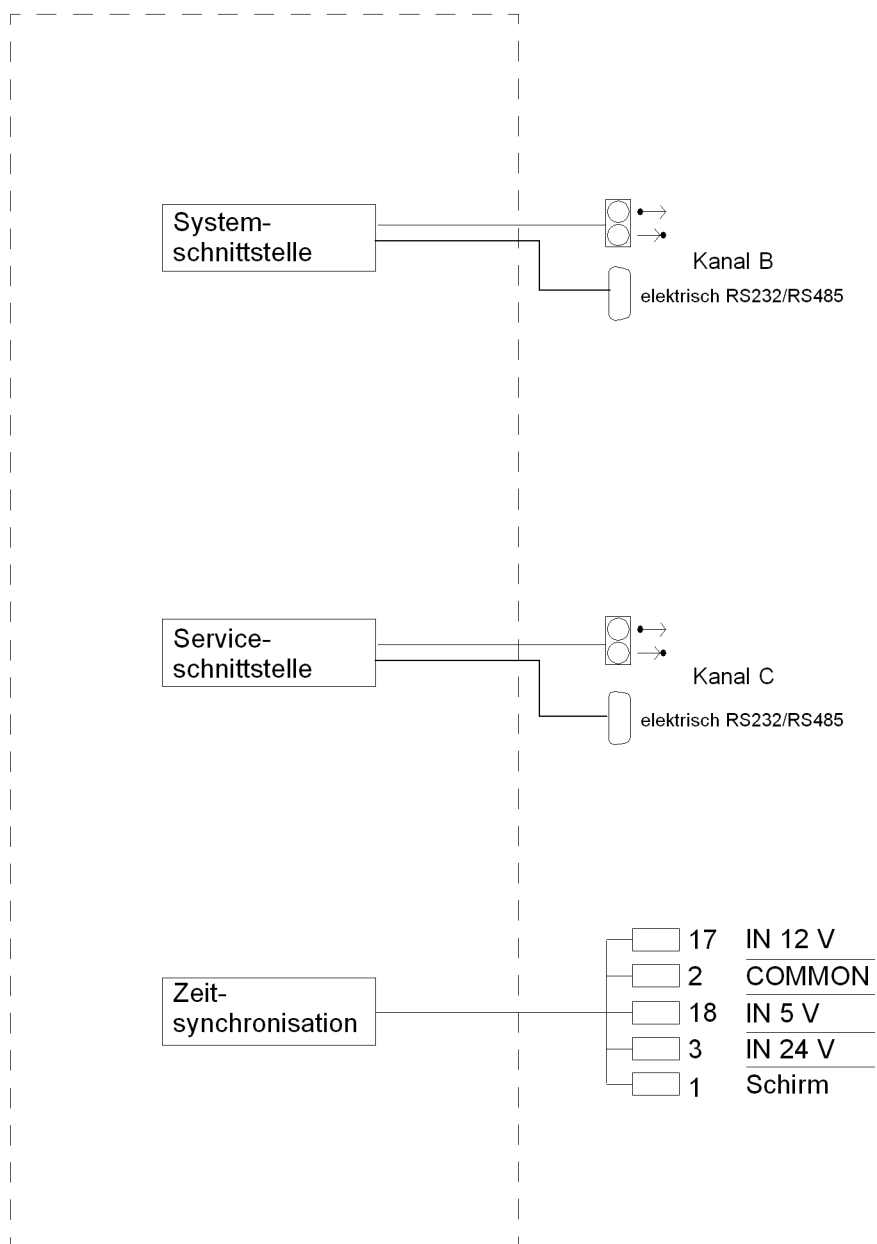 System-
schnittstelle
Kanal B
elektrisch RS232/RS485
Service-
schnittstelle
Kanal C
elektrisch RS232/RS485
Zeit-
synchronisation
17 IN 12 V
2 COMMON
18 IN 5 V
3 IN 24 V
1 Schirm